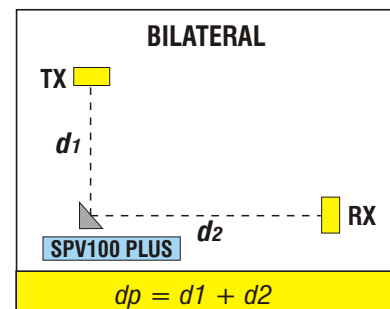 BILATERAL
TX
d1
d2
RX
SPV100 PLUS
dp = d1 + d2